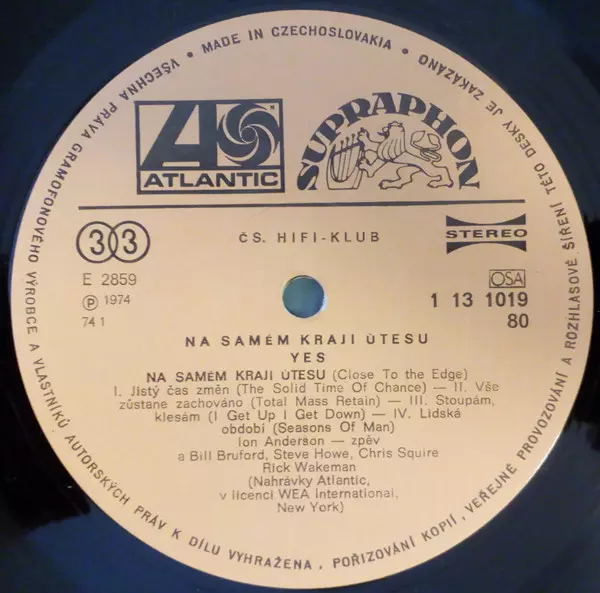 VŠECHNA PRÁVA GRAMOFONOVÉHO VÝROBCE A VLASTNÍKŮ AUTORSKÝCH PRÁV K DÍLU VYHRAŽENA, POŘIZOVÁNÍ KOPIÍ, VEŘEJNÉ PROVOZOVÁNÍ A ROZHLASOVÉ ŠÍŘENÍ TÉTO DESKY JE ZAKÁZÁNO • MADE IN CZECHOSLOVAKIA •
ATLANTIC
SUPRAPHON
33
ČS. HIFI-KLUB
STEREO
E 2859
Ⓟ 1974
74 1
OSA
1 13 1019
80
NA SAMÉM KRAJI ÚTESU
YES
NA SAMÉM KRAJI ÚTESU (Close To the Edge)
I. Jistý čas změn (The Solid Time Of Chance) — II. Vše
zůstane zachováno (Total Mass Retain) — III. Stoupám,
klesám (I Get Up I Get Down) — IV. Lidská
období (Seasons Of Man)
Ion Anderson — zpěv
a Bill Bruford, Steve Howe, Chris Squire
Rick Wakeman
(Nahrávky Atlantic,
v licenci WEA International,
New York)